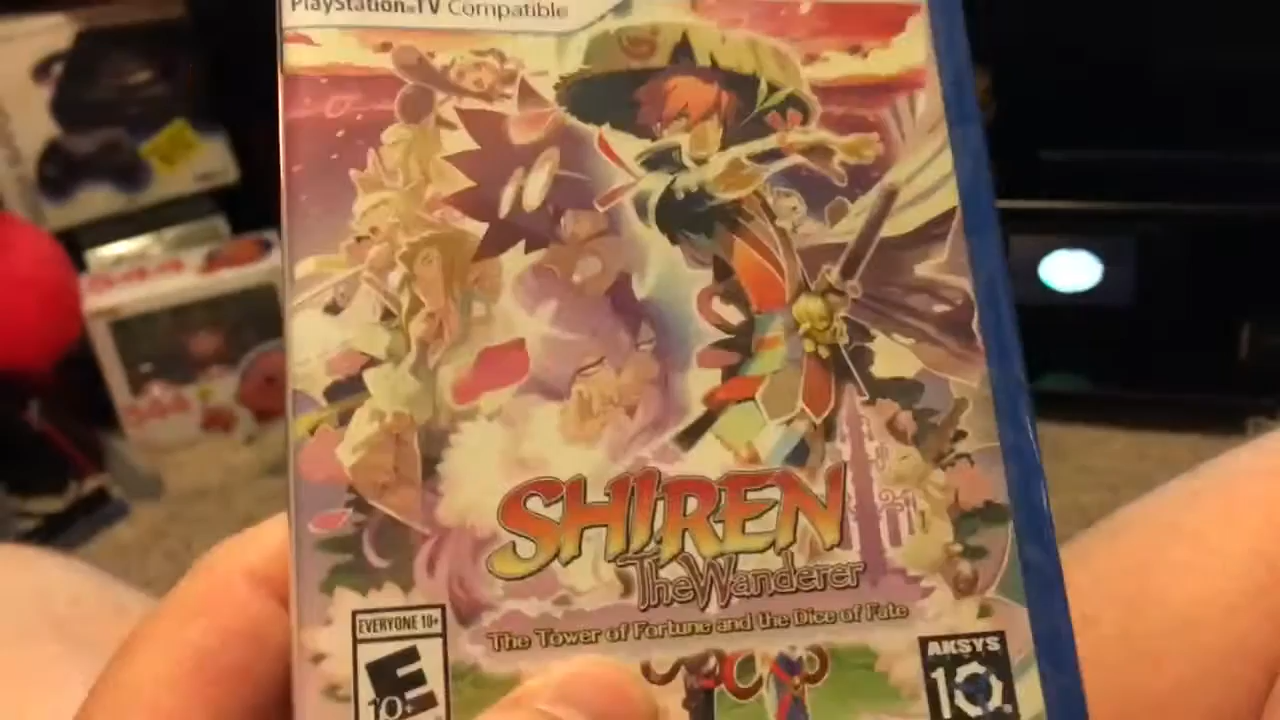 PlayStation®TV Compatible
SHIREN
The Wanderer
The Tower of Fortune and the Dice of Fate
EVERYONE 10+
E
10+
AKSYS
10